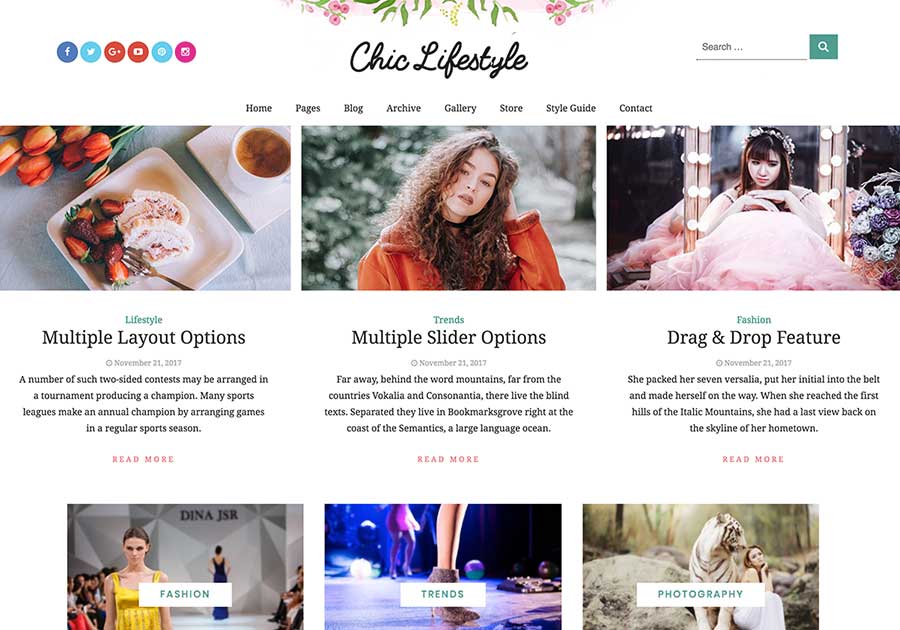 Chic Lifestyle
Search ...
Home Pages Blog Archive Gallery Store Style Guide Contact
Lifestyle
Multiple Layout Options
November 21, 2017
A number of such two-sided contests may be arranged in
a tournament producing a champion. Many sports
leagues make an annual champion by arranging games
in a regular sports season.
READ MORE
Trends
Multiple Slider Options
November 21, 2017
Far away, behind the word mountains, far from the
countries Vokalia and Consonantia, there live the blind
texts. Separated they live in Bookmarksgrove right at the
coast of the Semantics, a large language ocean.
READ MORE
Fashion
Drag & Drop Feature
November 21, 2017
She packed her seven versalia, put her initial into the belt
and made herself on the way. When she reached the first
hills of the Italic Mountains, she had a last view back on
the skyline of her hometown.
READ MORE
DINA JSR
FASHION
TRENDS
PHOTOGRAPHY